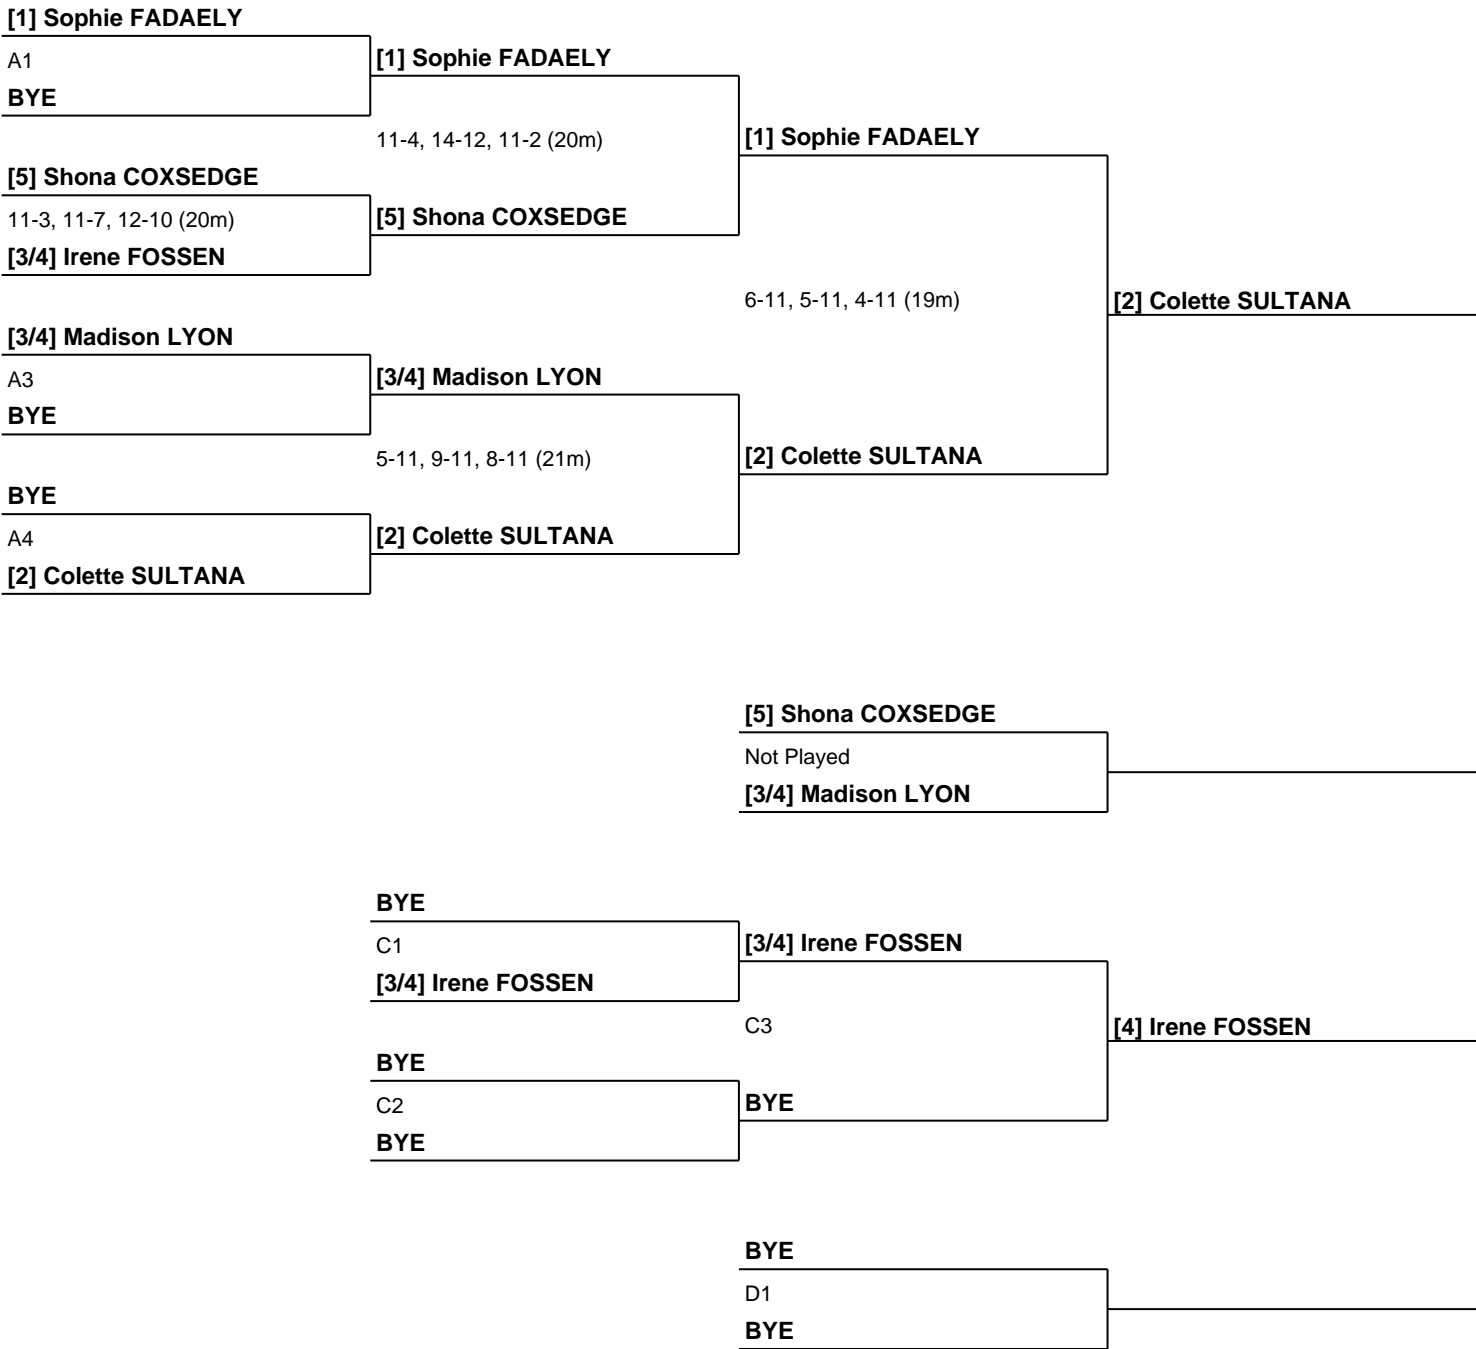 [1] Sophie FADAELY
A1
BYE
[1] Sophie FADAELY
11-4, 14-12, 11-2 (20m)
[1] Sophie FADAELY
[5] Shona COXSEDGE
11-3, 11-7, 12-10 (20m)
[3/4] Irene FOSSEN
[5] Shona COXSEDGE
6-11, 5-11, 4-11 (19m)
[2] Colette SULTANA
[3/4] Madison LYON
A3
BYE
[3/4] Madison LYON
5-11, 9-11, 8-11 (21m)
[2] Colette SULTANA
BYE
A4
[2] Colette SULTANA
[2] Colette SULTANA
[5] Shona COXSEDGE
Not Played
[3/4] Madison LYON
BYE
C1
[3/4] Irene FOSSEN
[3/4] Irene FOSSEN
C3
[4] Irene FOSSEN
BYE
C2
BYE
BYE
BYE
D1
BYE